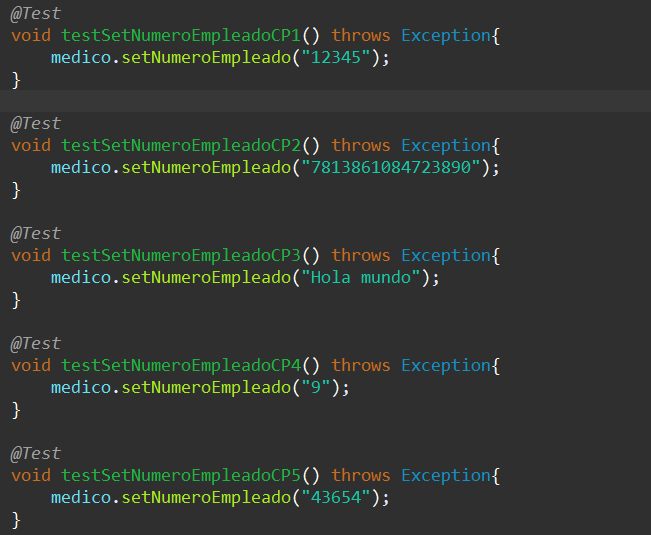 @Test
void testSetNumeroEmpleadoCP1() throws Exception{
    medico.setNumeroEmpleado("12345");
}
@Test
void testSetNumeroEmpleadoCP2() throws Exception{
    medico.setNumeroEmpleado("7813861084723890");
}
@Test
void testSetNumeroEmpleadoCP3() throws Exception{
    medico.setNumeroEmpleado("Hola mundo");
}
@Test
void testSetNumeroEmpleadoCP4() throws Exception{
    medico.setNumeroEmpleado("9");
}
@Test
void testSetNumeroEmpleadoCP5() throws Exception{
    medico.setNumeroEmpleado("43654");
}